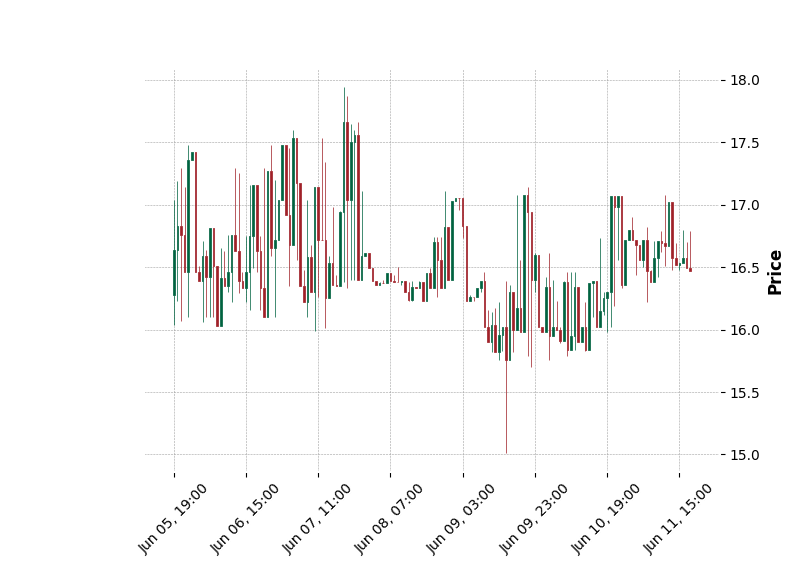 18.0
17.5
17.0
16.5
16.0
15.5
15.0
Price
Jun 05, 19:00
Jun 06, 15:00
Jun 07, 11:00
Jun 08, 07:00
Jun 09, 03:00
Jun 09, 23:00
Jun 10, 19:00
Jun 11, 15:00